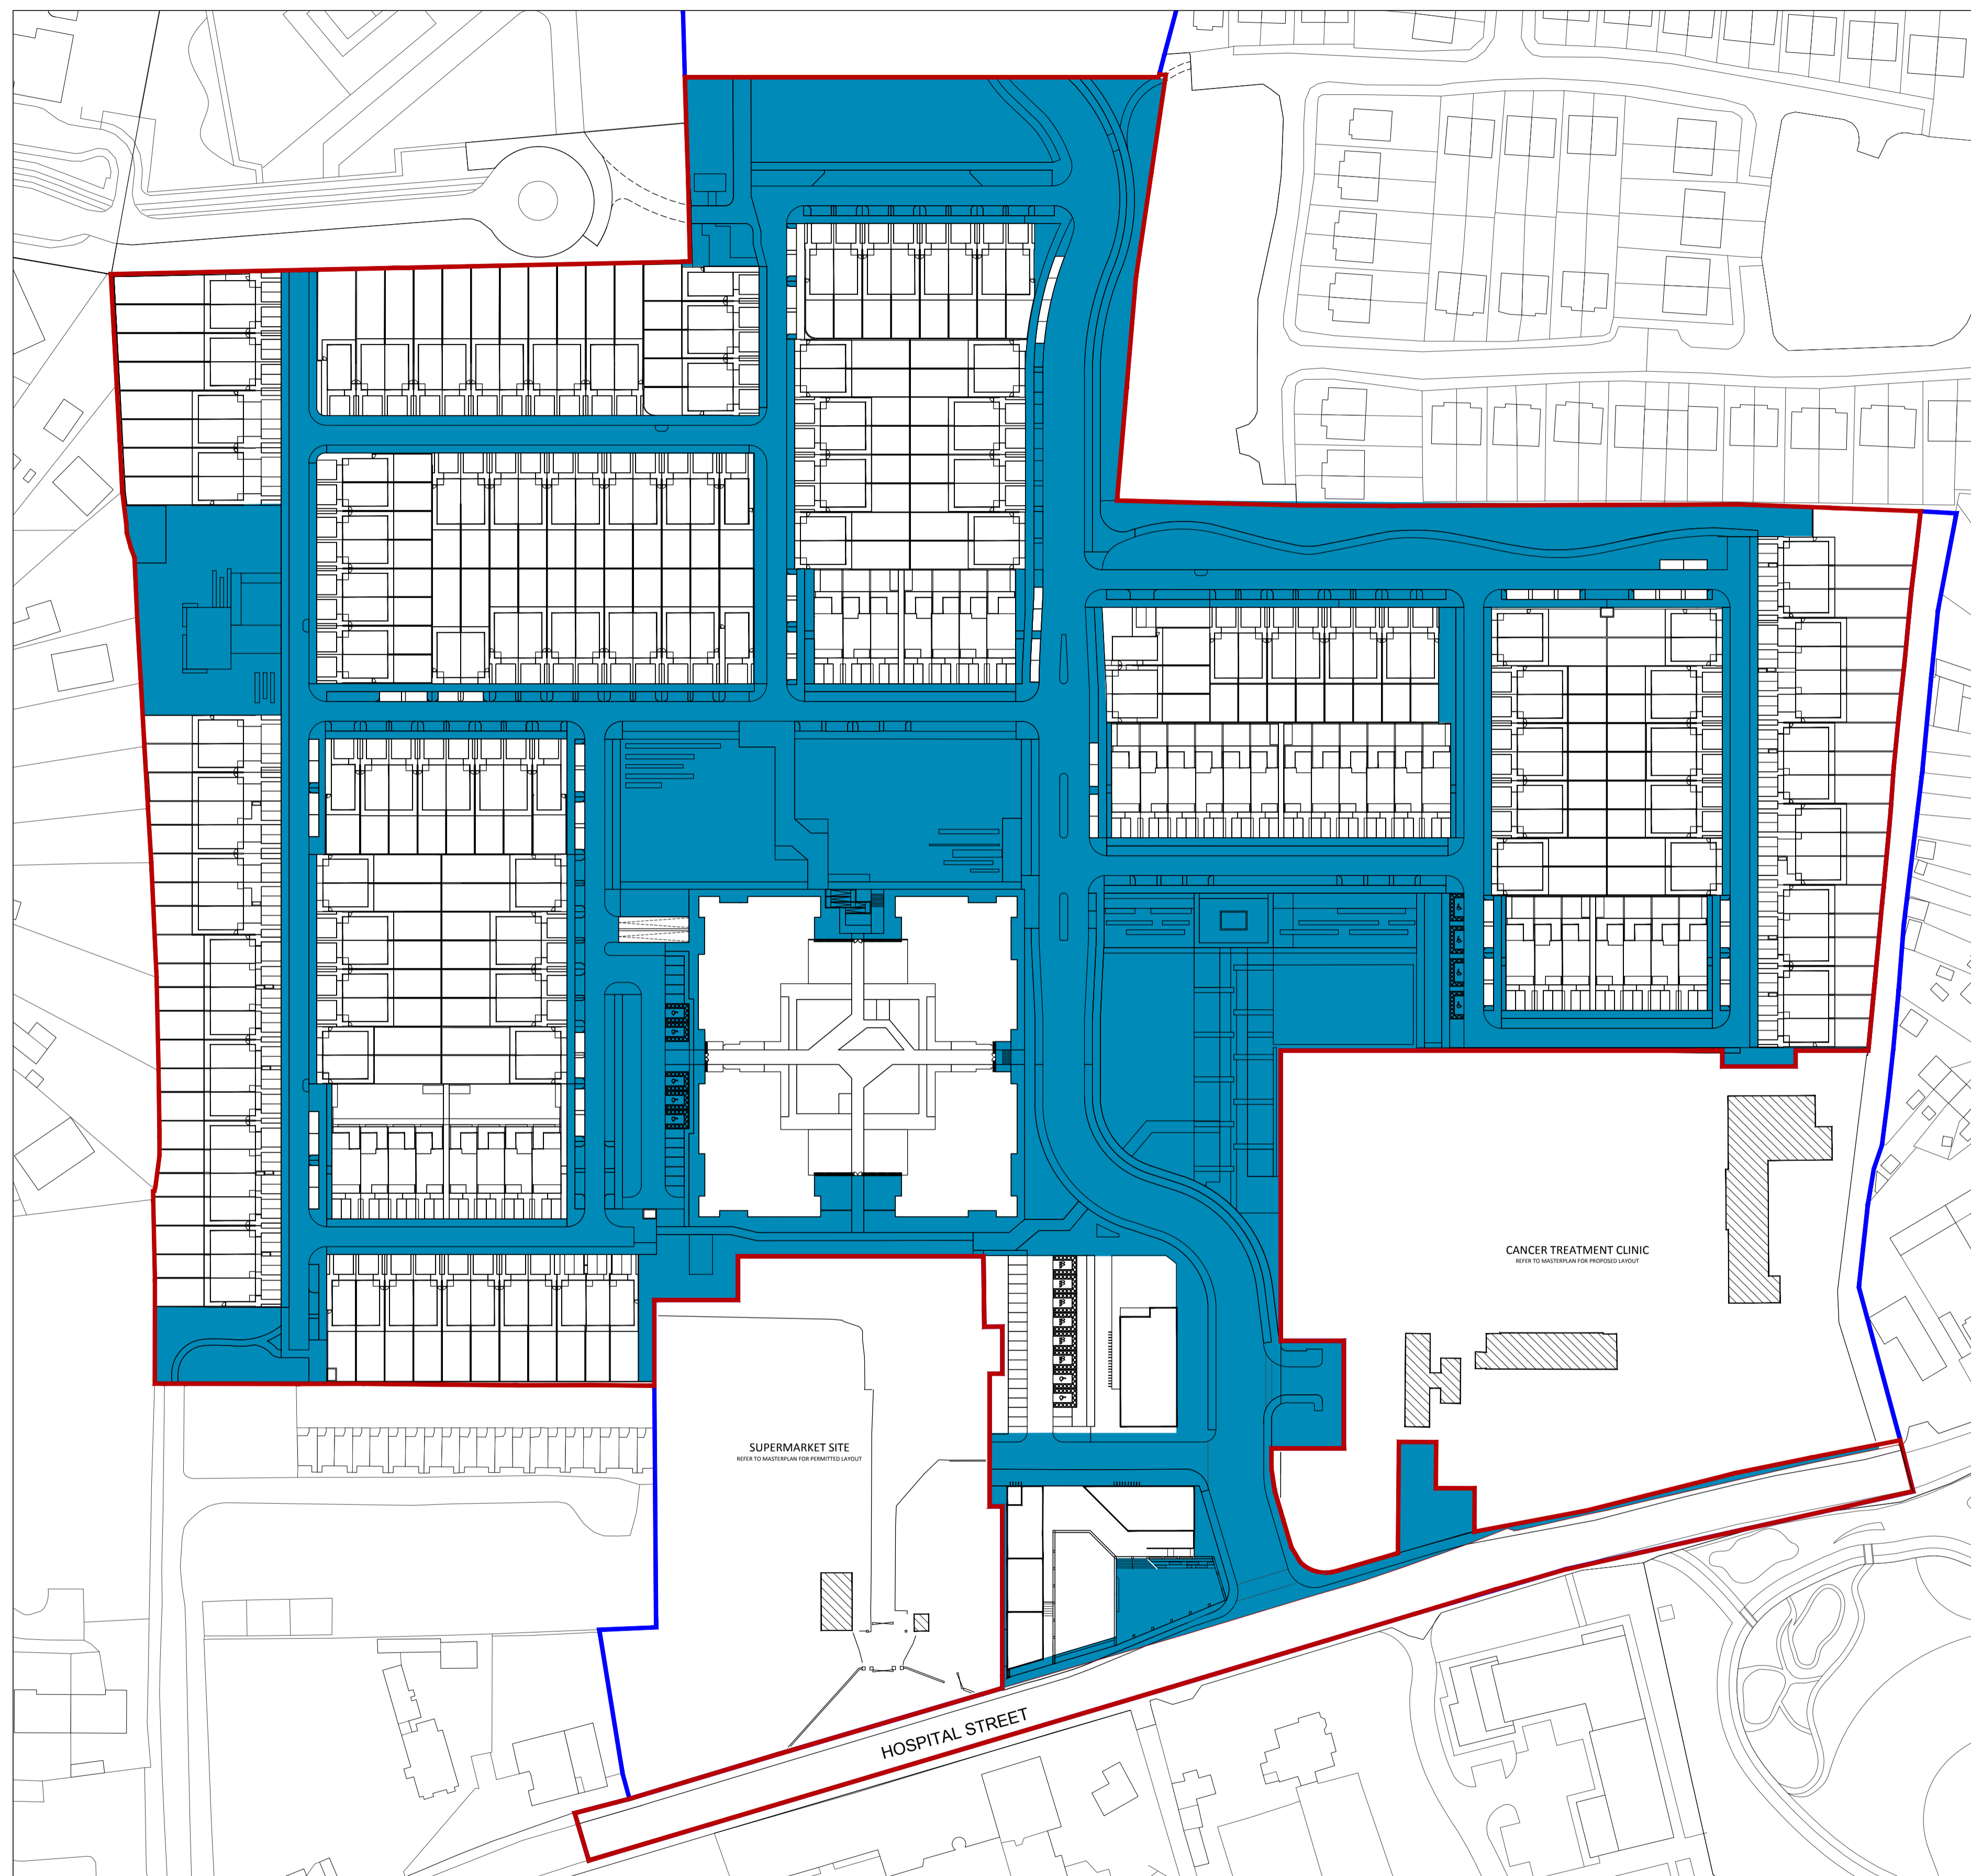 CANCER TREATMENT CLINIC
REFER TO MASTERPLAN FOR PROPOSED LAYOUT
SUPERMARKET SITE
REFER TO MASTERPLAN FOR PERMITTED LAYOUT
HOSPITAL STREET